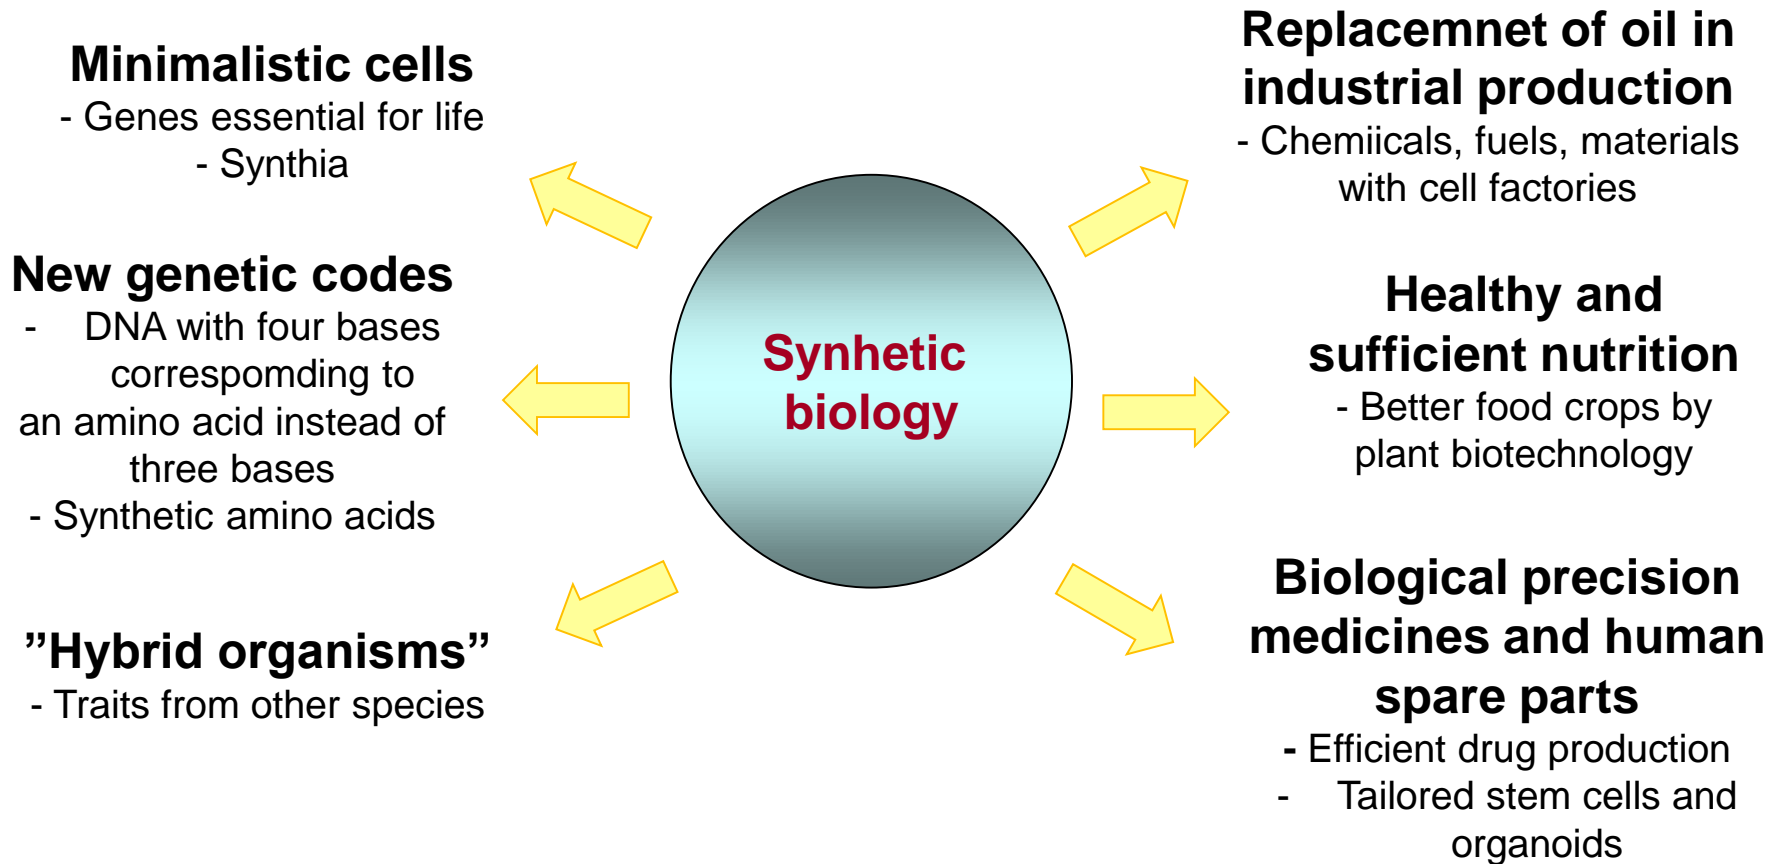 Minimalistic cells
- Genes essential for life
- Synthia
New genetic codes
- DNA with four bases
correspomding to
an amino acid instead of
three bases
- Synthetic amino acids
”Hybrid organisms”
- Traits from other species
Synhetic
biology
Replacemnet of oil in
industrial production
- Chemiicals, fuels, materials
with cell factories
Healthy and
sufficient nutrition
- Better food crops by
plant biotechnology
Biological precision
medicines and human
spare parts
- Efficient drug production
- Tailored stem cells and
organoids